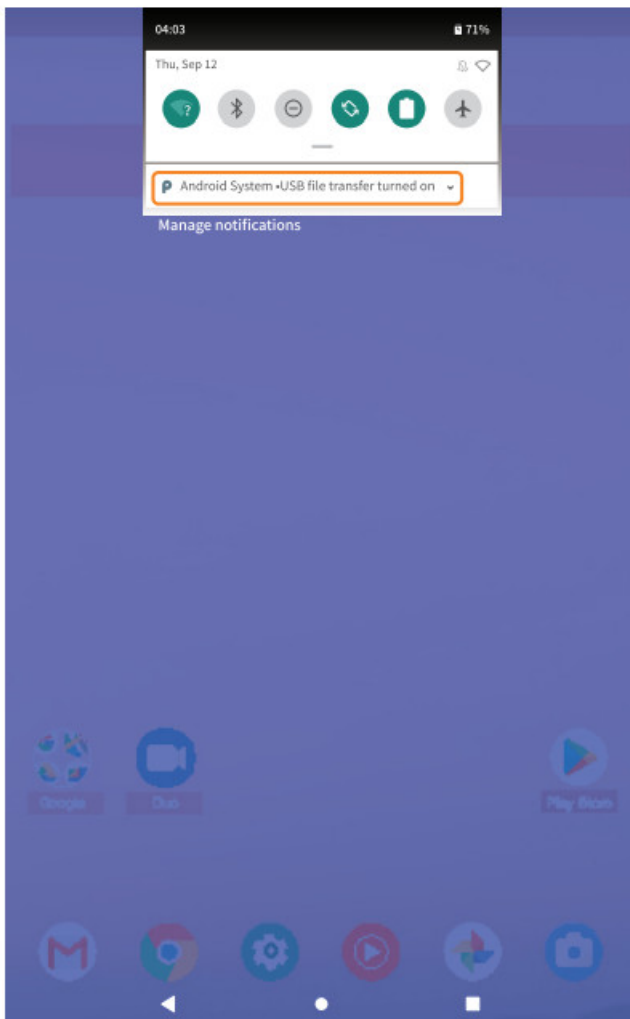 04:03 71%
Thu, Sep 12
Android System •USB file transfer turned on
Manage notifications
Google Duo Play Store